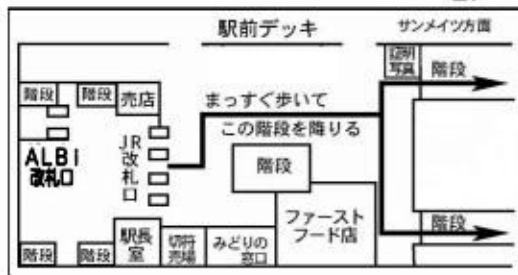 駅前デッキ
サンメイツ方面
証明
写真
階段
階段
階段
売店
まっすぐ歩いて
この階段を降りる
ALBi
改札口
JR改札口
階段
階段
駅長
室
切符
売場
みどりの
窓口
ファースト
フード店
階段
階段
階段